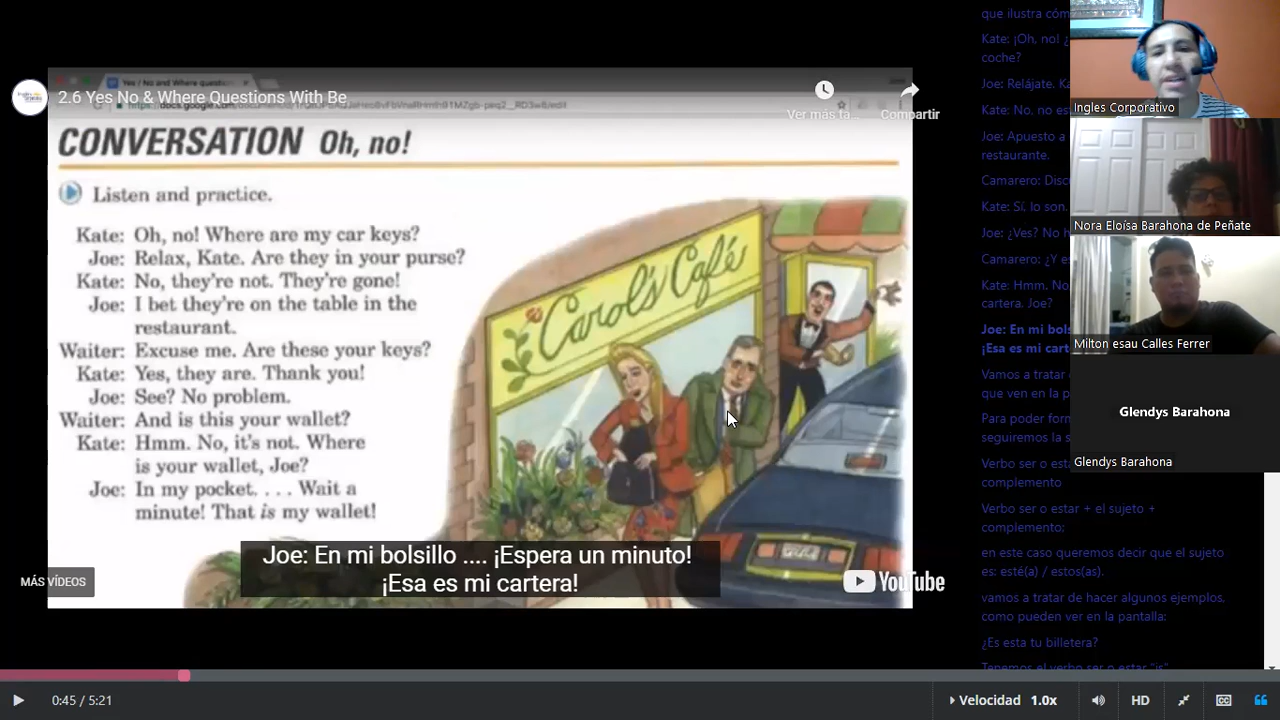 2.6 Yes No & Where Questions With Be
Ver más ta...
Compartir
CONVERSATION Oh, no!
Listen and practice.
Kate: Oh, no! Where are my car keys?
Joe: Relax, Kate. Are they in your purse?
Kate: No, they're not. They're gone!
Joe: I bet they're on the table in the
restaurant.
Waiter: Excuse me. Are these your keys?
Kate: Yes, they are. Thank you!
Joe: See? No problem.
Waiter: And is this your wallet?
Kate: Hmm. No, it's not. Where
is your wallet, Joe?
Joe: In my pocket. . . . Wait a
minute! That is my wallet!
Carol's Café
Joe: En mi bolsillo .... ¡Espera un minuto!
¡Esa es mi cartera!
MÁS VÍDEOS
YouTube
0:45 / 5:21
Velocidad 1.0x
HD
CC
que ilustra cóm
Kate: ¡Oh, no! ¿
coche?
Joe: Relájate. Ka
Kate: No, no es
Joe: Apuesto a
restaurante.
Camarero: Disc
Kate: Sí, lo son.
Joe: ¿Ves? No h
Camarero: ¿Y e
Kate: Hmm. No
cartera. Joe?
Joe: En mi bols
¡Esa es mi cart
Vamos a tratar d
que ven en la p
Para poder form
seguiremos la s
Verbo ser o esta
complemento
Verbo ser o estar + el sujeto +
complemento;
en este caso queremos decir que el sujeto
es: esté(a) / estos(as).
vamos a tratar de hacer algunos ejemplos,
como pueden ver en la pantalla:
¿Es esta tu billetera?
Tenemos el verbo ser o estar "is"
Ingles Corporativo
Nora Eloísa Barahona de Peñate
Milton esau Calles Ferrer
Glendys Barahona
Glendys Barahona